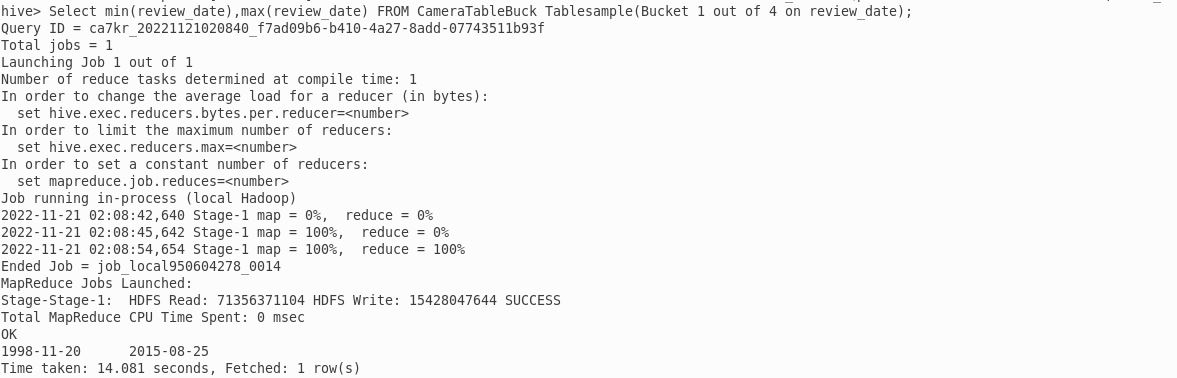 hive> Select min(review_date),max(review_date) FROM CameraTableBuck Tablesample(Bucket 1 out of 4 on review_date);
Query ID = ca7kr_20221121020840_f7ad09b6-b410-4a27-8add-07743511b93f
Total jobs = 1
Launching Job 1 out of 1
Number of reduce tasks determined at compile time: 1
In order to change the average load for a reducer (in bytes):
  set hive.exec.reducers.bytes.per.reducer=<number>
In order to limit the maximum number of reducers:
  set hive.exec.reducers.max=<number>
In order to set a constant number of reducers:
  set mapreduce.job.reduces=<number>
Job running in-process (local Hadoop)
2022-11-21 02:08:42,640 Stage-1 map = 0%,  reduce = 0%
2022-11-21 02:08:45,642 Stage-1 map = 100%,  reduce = 0%
2022-11-21 02:08:54,654 Stage-1 map = 100%,  reduce = 100%
Ended Job = job_local950604278_0014
MapReduce Jobs Launched:
Stage-Stage-1:  HDFS Read: 71356371104 HDFS Write: 15428047644 SUCCESS
Total MapReduce CPU Time Spent: 0 msec
OK
1998-11-20      2015-08-25
Time taken: 14.081 seconds, Fetched: 1 row(s)